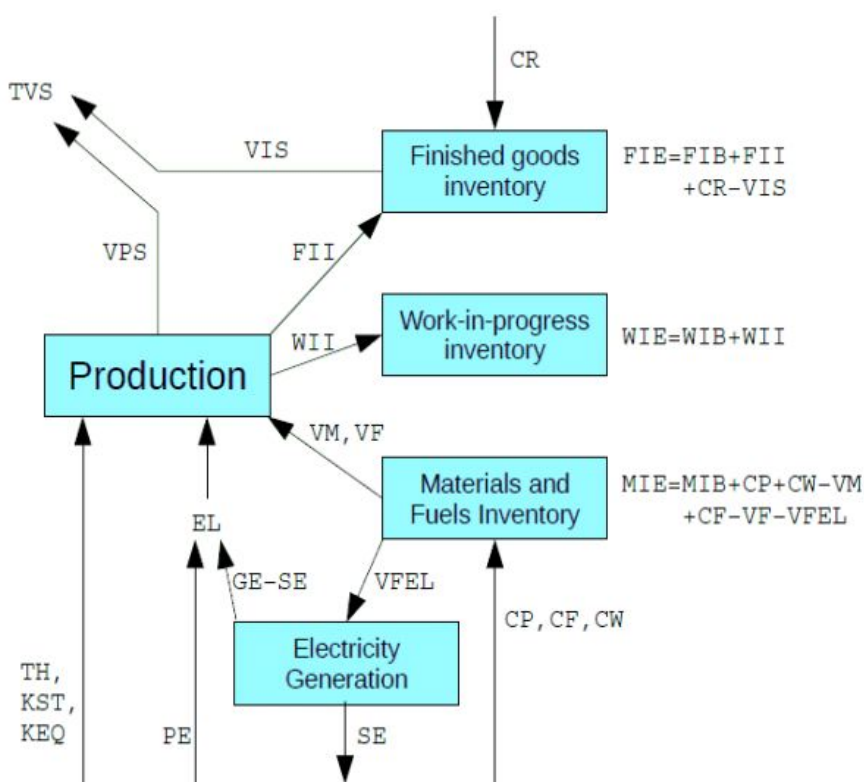 CR
TVS
VIS
Finished goods
inventory
FIE=FIB+FII
+CR-VIS
VPS
FII
Work-in-progress
inventory
WIE=WIB+WII
WII
Production
VM,VF
Materials and
Fuels Inventory
MIE=MIB+CP+CW-VM
+CF-VF-VFEL
EL
GE-SE
VFEL
CP,CF,CW
Electricity
Generation
TH,
KST,
KEQ
PE
SE